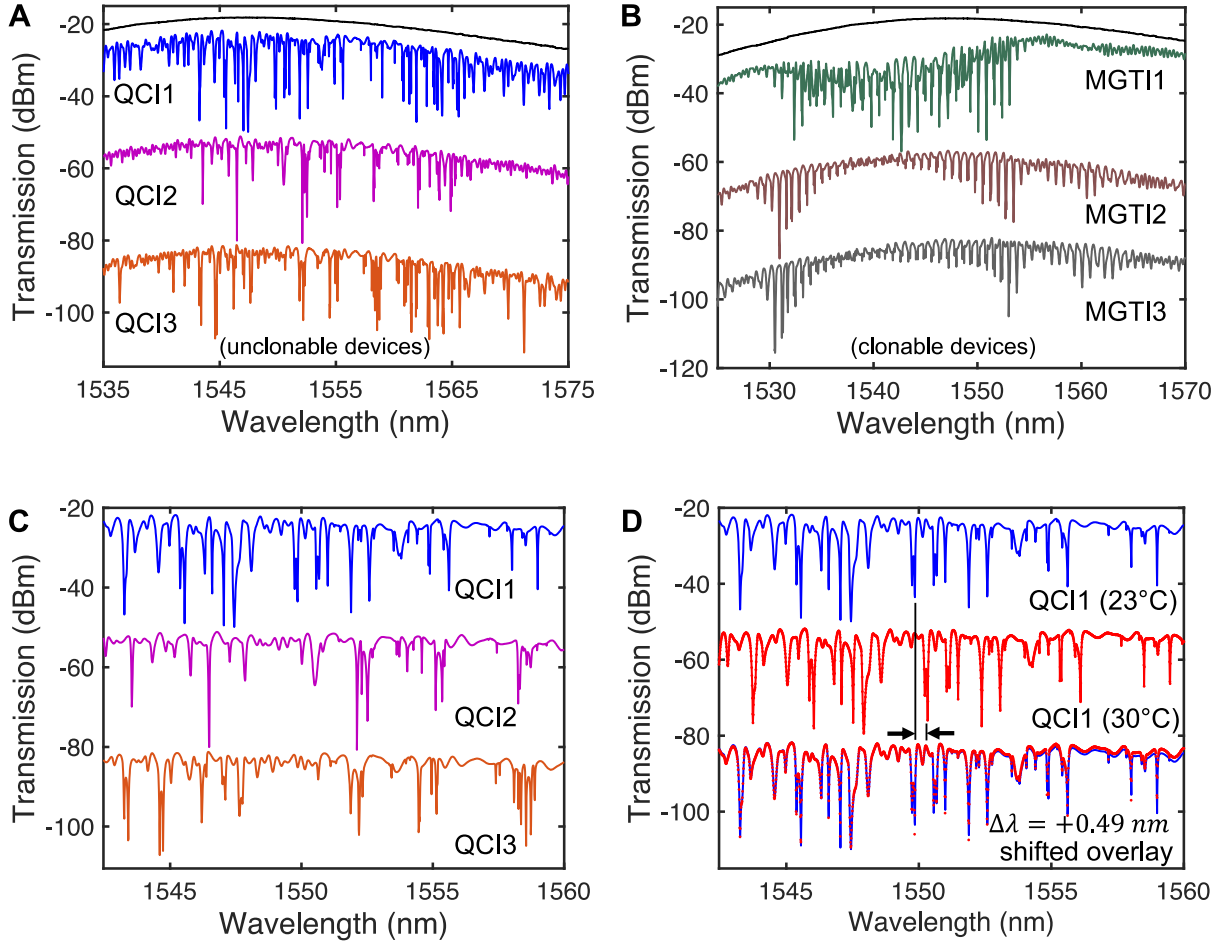 A
Transmission (dBm)
-20
-40
-60
-80
-100
QCI1
QCI2
QCI3
(unclonable devices)
1535
1545
1555
1565
1575
Wavelength (nm)
B
Transmission (dBm)
-20
-40
-60
-80
-100
-120
MGTI1
MGTI2
MGTI3
(clonable devices)
1530
1540
1550
1560
1570
Wavelength (nm)
C
Transmission (dBm)
-20
-40
-60
-80
-100
QCI1
QCI2
QCI3
1545
1550
1555
1560
Wavelength (nm)
D
Transmission (dBm)
-20
-40
-60
-80
-100
QCI1 (23°C)
QCI1 (30°C)
Δλ = +0.49 nm
shifted overlay
1545
1550
1555
1560
Wavelength (nm)